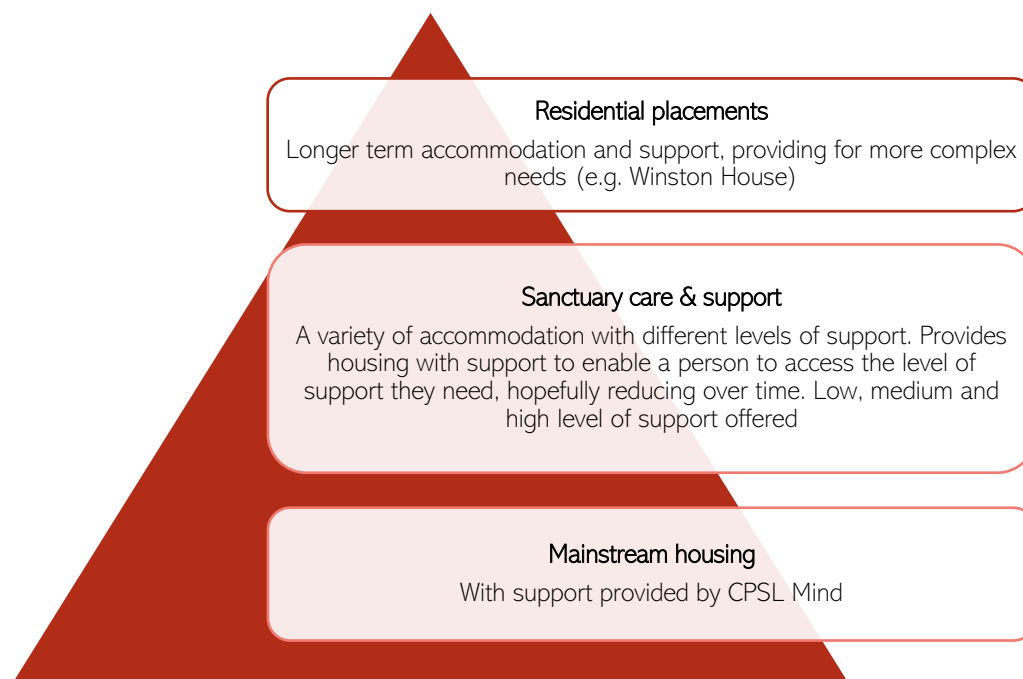 Residential placements
Longer term accommodation and support, providing for more complex
needs (e.g. Winston House)
Sanctuary care & support
A variety of accommodation with different levels of support. Provides
housing with support to enable a person to access the level of
support they need, hopefully reducing over time. Low, medium and
high level of support offered
Mainstream housing
With support provided by CPSL Mind